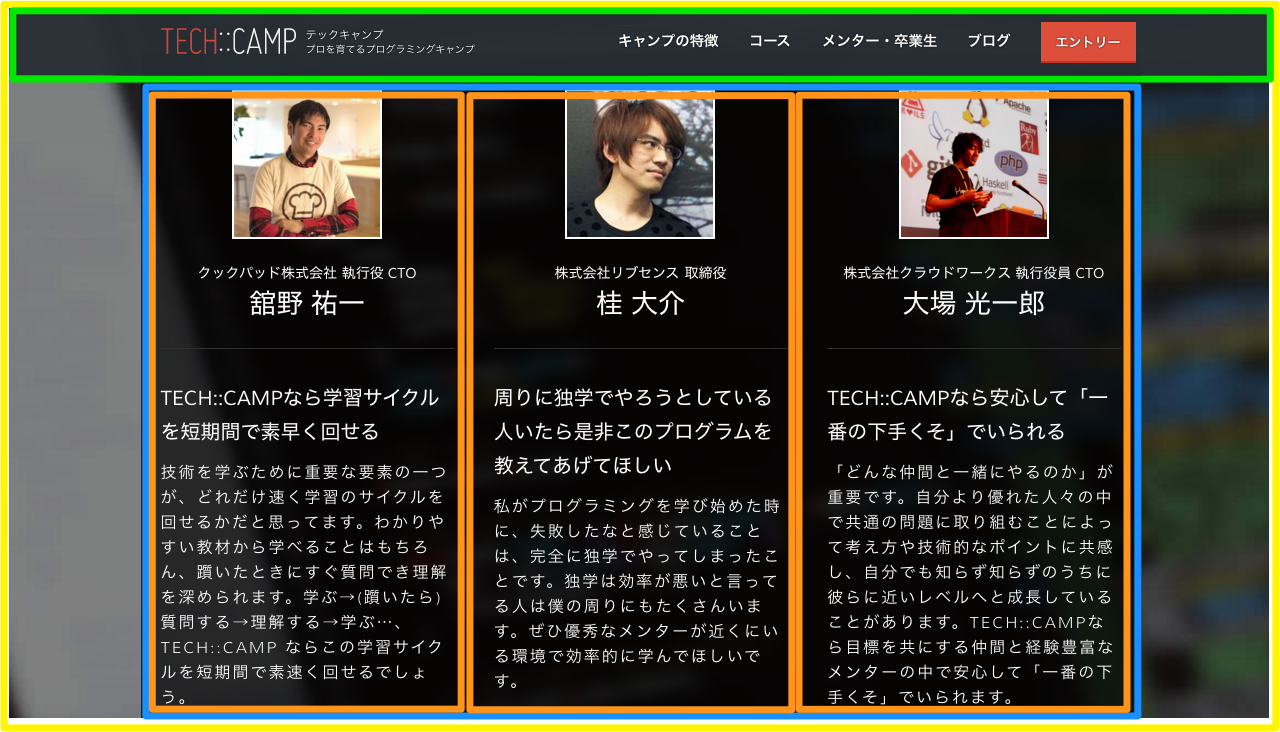 TECH::CAMP
テックキャンプ
プロを育てるプログラミングキャンプ
キャンプの特徴
コース
メンター・卒業生
ブログ
エントリー
Apache
Ruby
git
php
Haskell
クックパッド株式会社 執行役 CTO
舘野 祐一
TECH::CAMPなら学習サイクル
を短期間で素早く回せる
技術を学ぶために重要な要素の一つ
が、どれだけ速く学習のサイクルを
回せるかだと思ってます。わかりや
すい教材から学べることはもちろ
ん、躓いたときにすぐ質問でき理解
を深められます。学ぶ→(躓いたら)
質問する→理解する→学ぶ…、
TECH::CAMP ならこの学習サイク
ルを短期間で素速く回せるでしょ
う。
株式会社リブセンス 取締役
桂 大介
周りに独学でやろうとしている
人いたら是非このプログラムを
教えてあげてほしい
私がプログラミングを学び始めた時
に、失敗したなと感じていること
は、完全に独学でやってしまったこ
とです。独学は効率が悪いと言って
る人は僕の周りにもたくさんいま
す。ぜひ優秀なメンターが近くにい
る環境で効率的に学んでほしいで
す。
株式会社クラウドワークス 執行役員 CTO
大場 光一郎
TECH::CAMPなら安心して「一
番の下手くそ」でいられる
「どんな仲間と一緒にやるのか」が
重要です。自分より優れた人々の中
で共通の問題に取り組むことによっ
て考え方や技術的なポイントに共感
し、自分でも知らず知らずのうちに
彼らに近いレベルへと成長している
ことがあります。TECH::CAMPな
ら目標を共にする仲間と経験豊富な
メンターの中で安心して「一番の下
手くそ」でいられます。